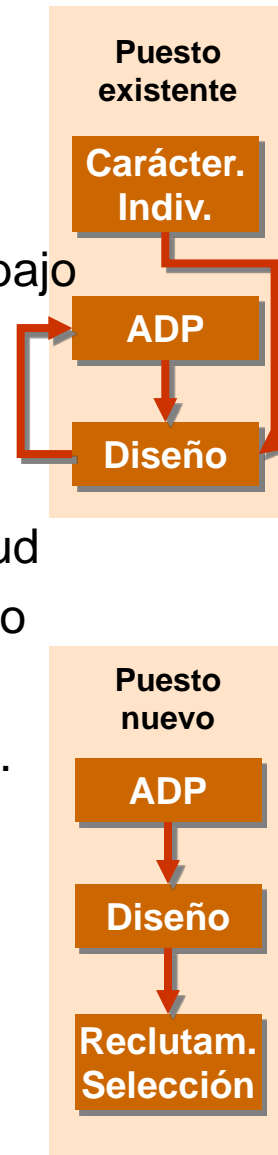 Puesto
existente
Carácter.
Indiv.
bajo
ADP
Diseño
ud
o
Puesto
nuevo
.
ADP
Diseño
Reclutam.
Selección